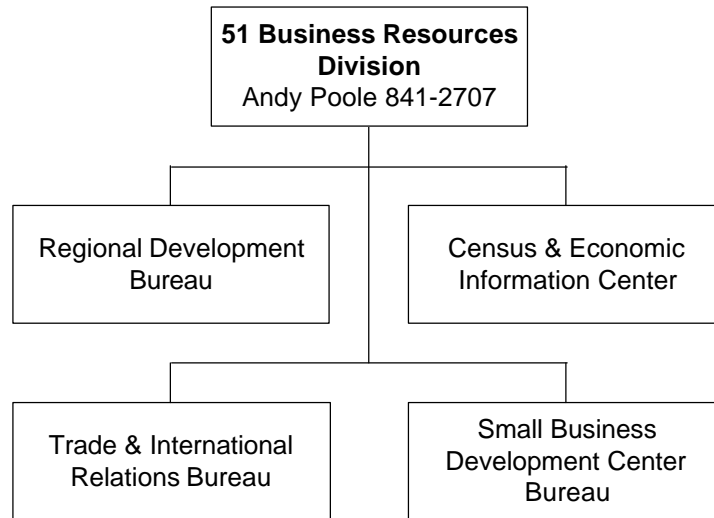 51 Business Resources
Division
Andy Poole 841-2707
Regional Development
Bureau
Census & Economic
Information Center
Trade & International
Relations Bureau
Small Business
Development Center
Bureau